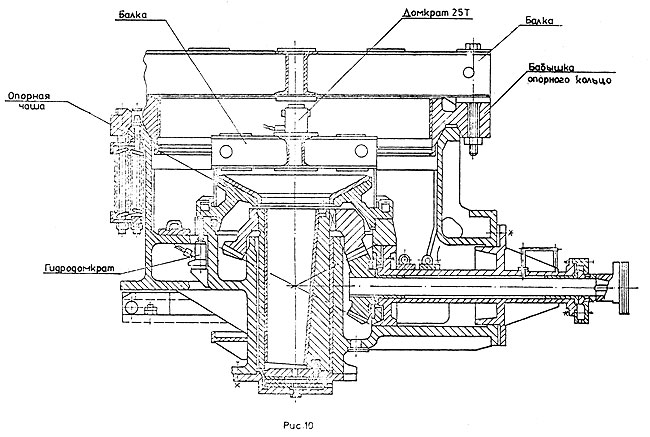 Балка
Домкрат 25Т
Балка
Бабышка
опорного кольцо
Опорная
чаша
Гидродомкрат
Рис.10